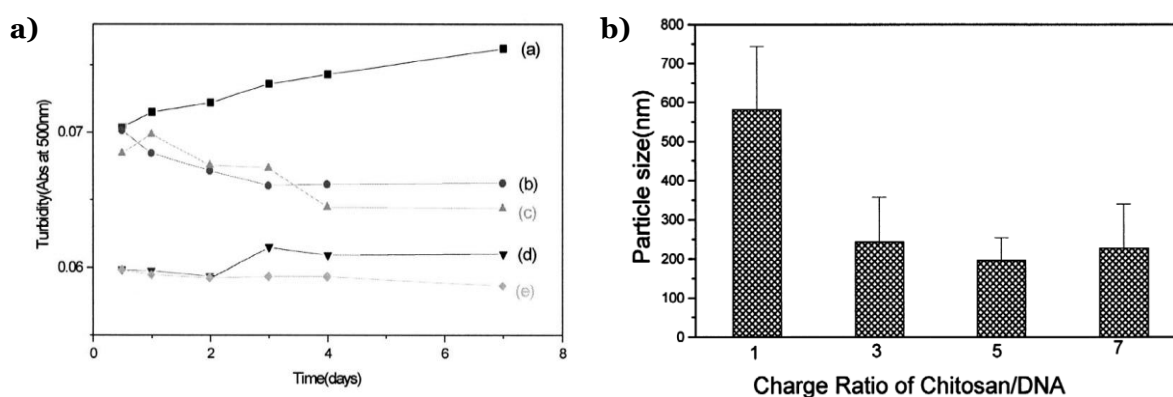 a)
Turbidity(Abs at 500nm)
0.07
0.06
(a)
(b)
(c)
(d)
(e)
0 2 4 6 8
Time(days)
b)
Particle size(nm)
800
700
600
500
400
300
200
100
0
1 3 5 7
Charge Ratio of Chitosan/DNA